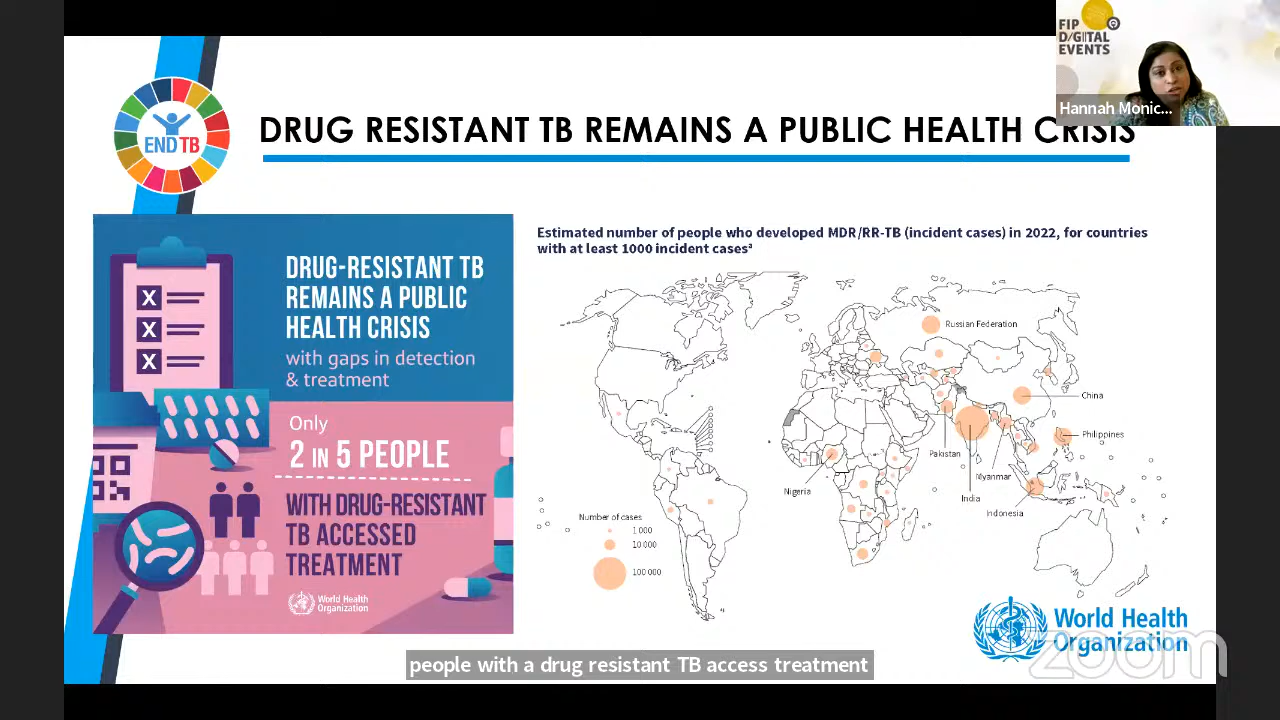 FIP
DIGITAL
EVENTS
Hannah Monic...
END TB
DRUG RESISTANT TB REMAINS A PUBLIC HEALTH CRISIS
DRUG-RESISTANT TB
REMAINS A PUBLIC
HEALTH CRISIS
with gaps in detection
& treatment
Only
2 IN 5 PEOPLE
WITH DRUG-RESISTANT
TB ACCESSED
TREATMENT
World Health
Organization
Estimated number of people who developed MDR/RR-TB (incident cases) in 2022, for countries
with at least 1000 incident casesᵃ
Russian Federation
China
Philippines
Pakistan
Myanmar
Nigeria
India
Indonesia
Number of cases
1 000
10 000
100 000
World Health
Organization
zoom
people with a drug resistant TB access treatment